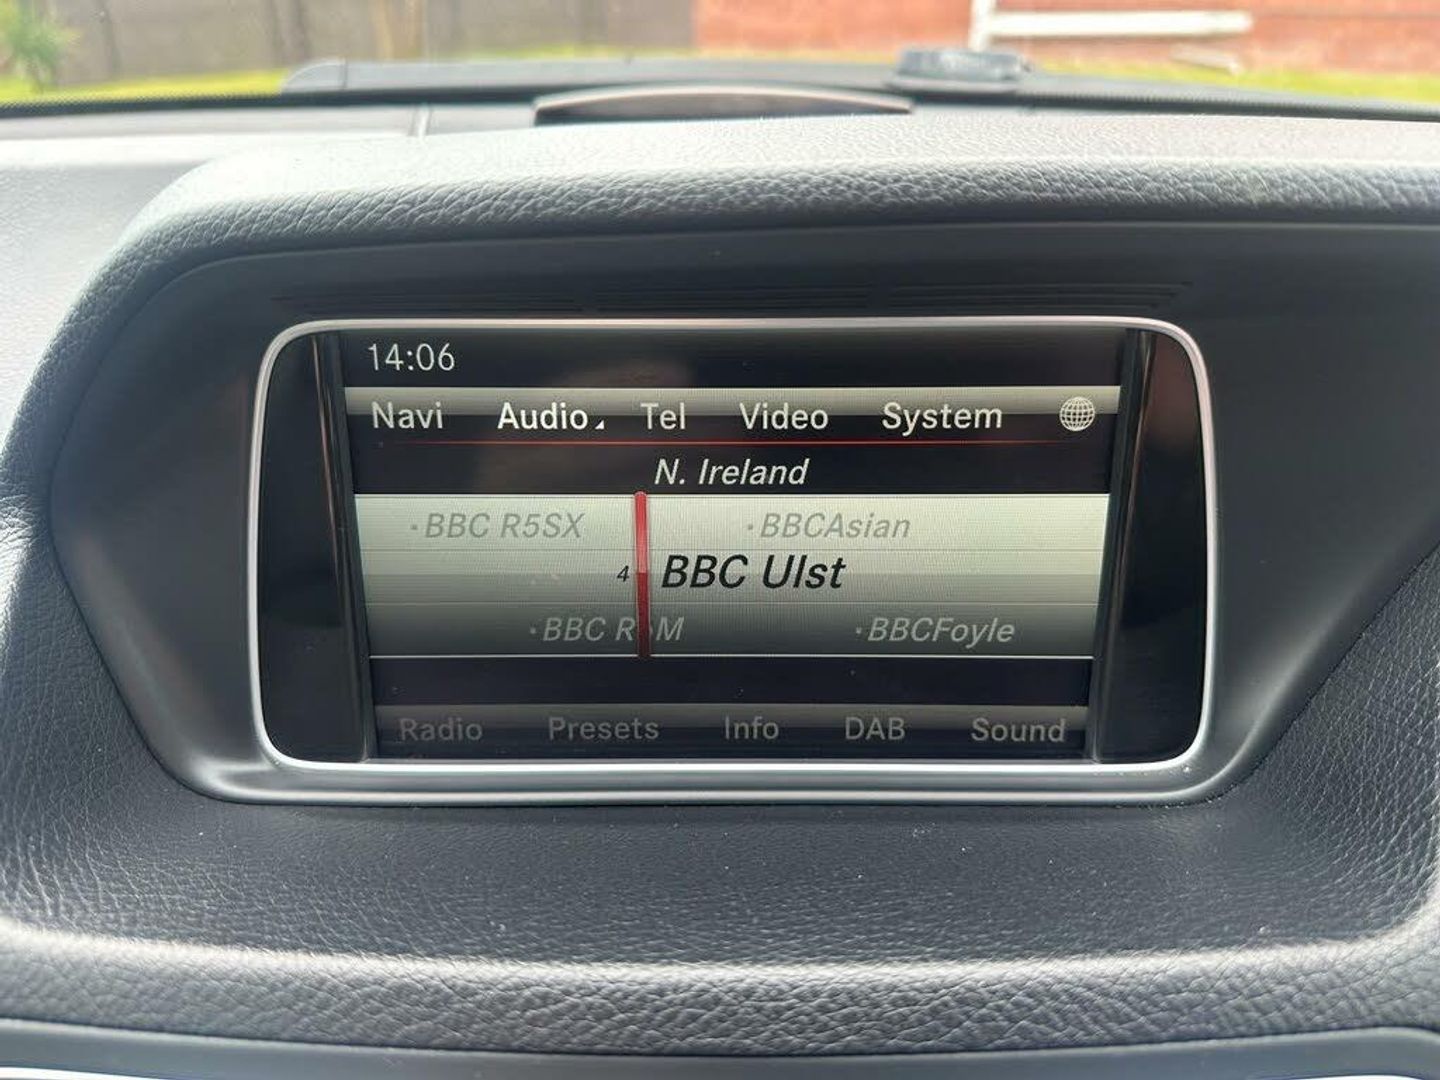 14:06
Navi Audio Tel Video System
N. Ireland
BBC R5SX BBCAsian
4 BBC Ulst
BBCFoyle
Radio Presets Info DAB Sound